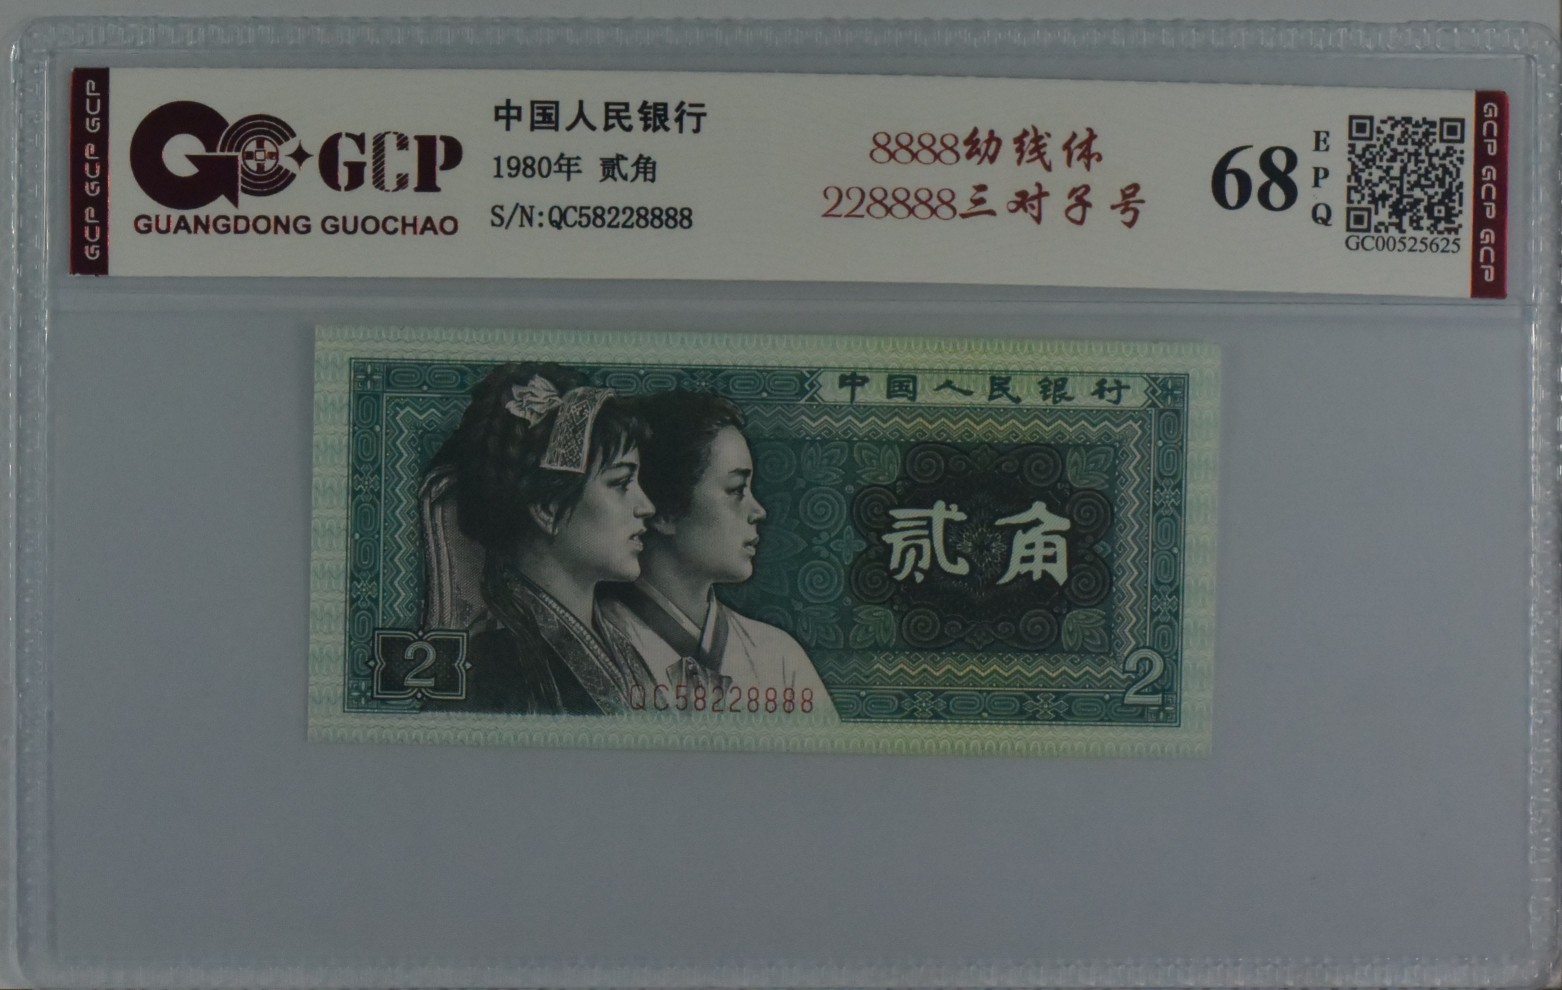 GCP GCP GCP
GCP
GUANGDONG GUOCHAO
中国人民银行
1980年 贰角
S/N:QC58228888
8888幼线体
228888三对子号
68
EPQ
GC00525625
GCP GCP GCP
中国人民银行
贰角
2
QC58228888
2